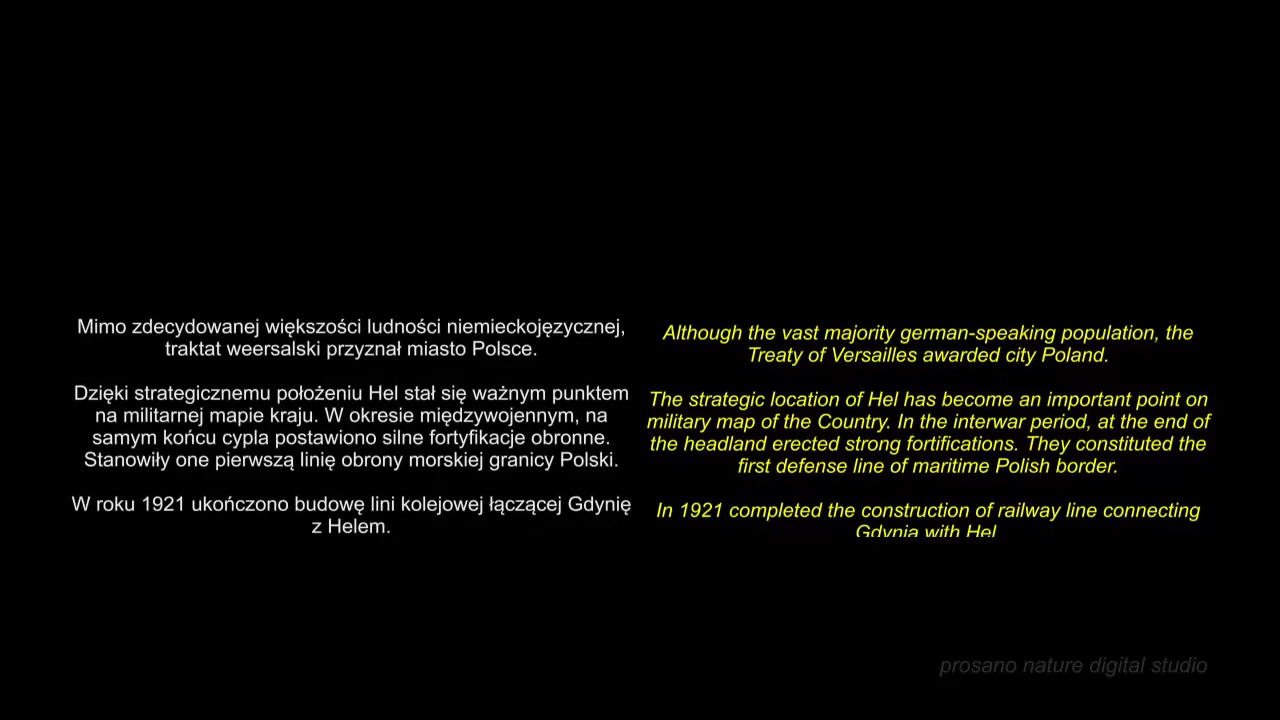 Mimo zdecydowanej większości ludności niemieckojęzycznej,
traktat weersalski przyznał miasto Polsce.
Dzięki strategicznemu położeniu Hel stał się ważnym punktem
na militarnej mapie kraju. W okresie międzywojennym, na
samym końcu cypla postawiono silne fortyfikacje obronne.
Stanowiły one pierwszą linię obrony morskiej granicy Polski.
W roku 1921 ukończono budowę lini kolejowej łączącej Gdynię
z Helem.
Although the vast majority german-speaking population, the
Treaty of Versailles awarded city Poland.
The strategic location of Hel has become an important point on
military map of the Country. In the interwar period, at the end of
the headland erected strong fortifications. They constituted the
first defense line of maritime Polish border.
In 1921 completed the construction of railway line connecting
Gdynia with Hel
prosano nature digital studio